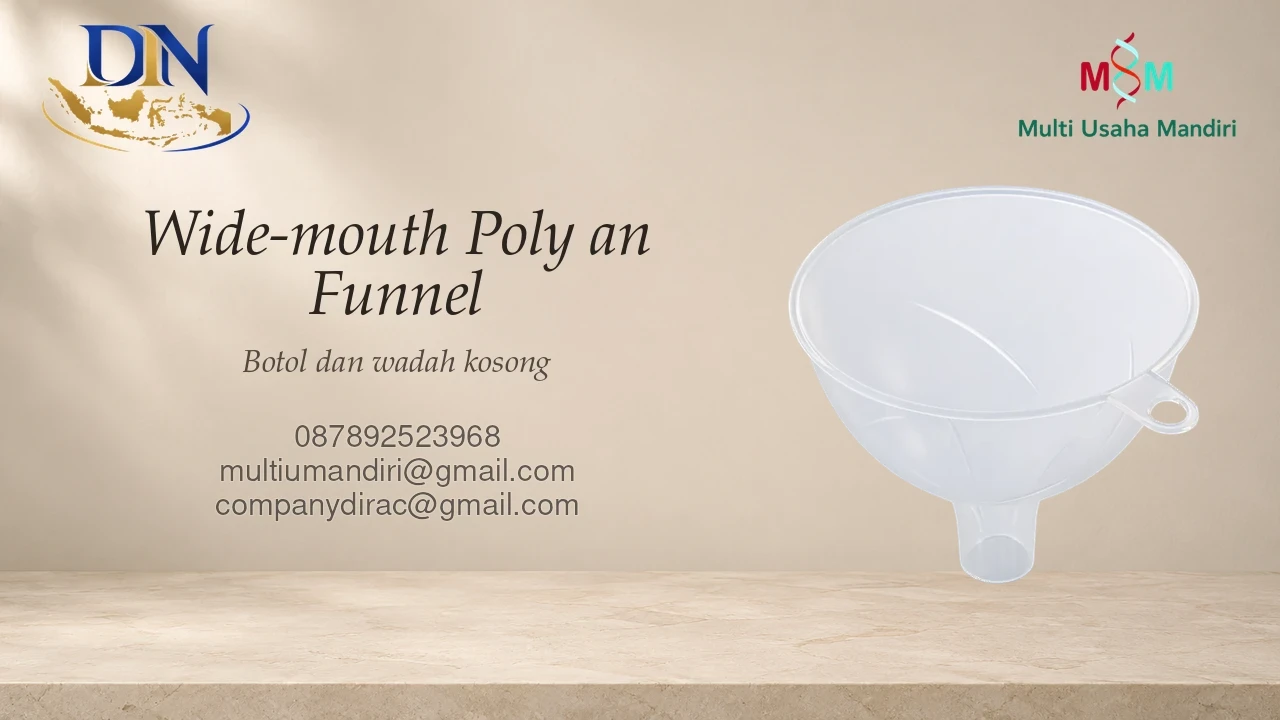 DN
M M
Multi Usaha Mandiri
Wide-mouth Poly an
Funnel
Botol dan wadah kosong
087892523968
multiumandiri@gmail.com
companydirac@gmail.com